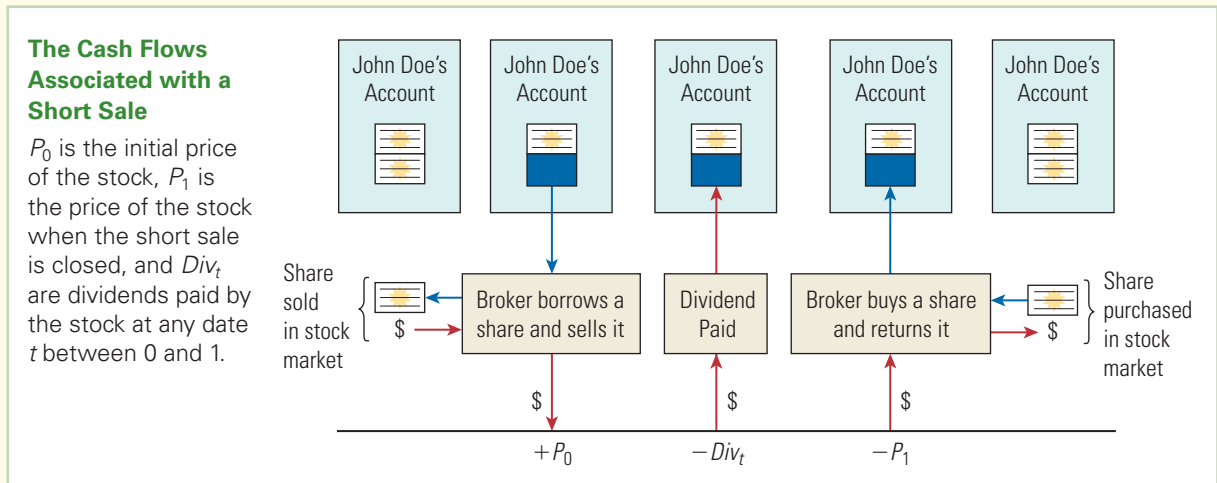 The Cash Flows
Associated with a
Short Sale
P₀ is the initial price
of the stock, P₁ is
the price of the stock
when the short sale
is closed, and Divₜ
are dividends paid by
the stock at any date
t between 0 and 1.
John Doe's
Account
John Doe's
Account
John Doe's
Account
John Doe's
Account
John Doe's
Account
Share
sold
in stock
market
$
Broker borrows a
share and sells it
Dividend
Paid
Broker buys a share
and returns it
$
Share
purchased
in stock
market
$
$
$
+P₀
−Divₜ
−P₁